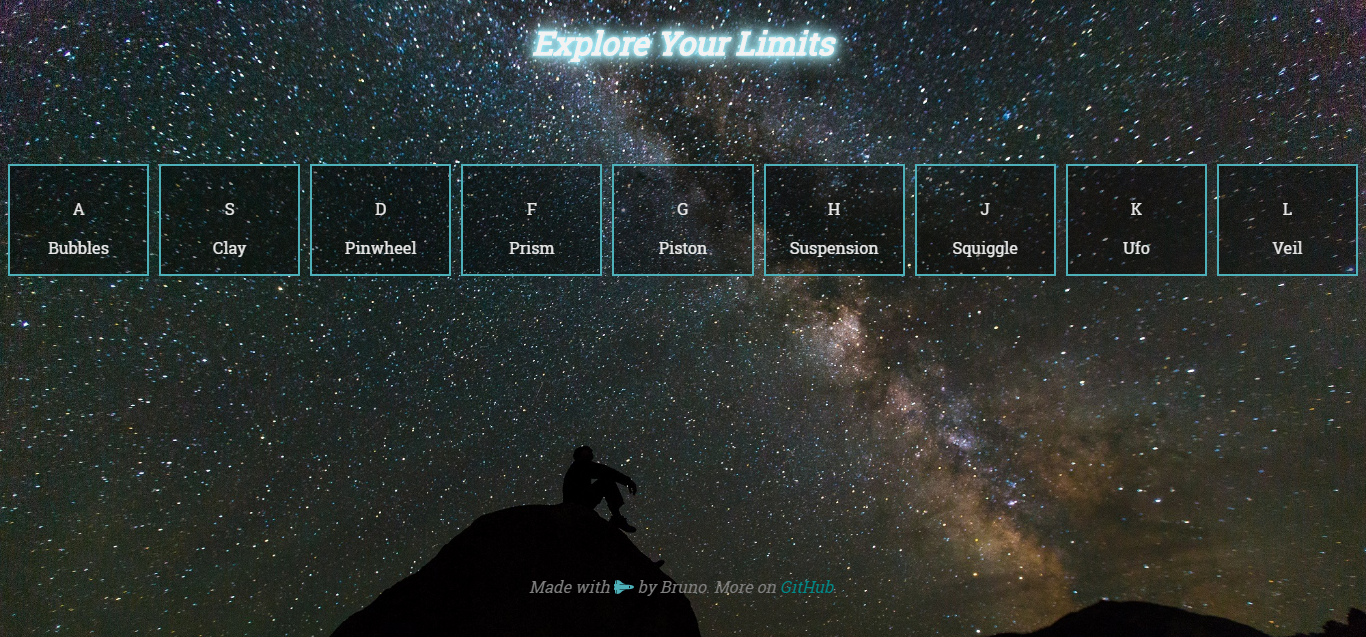 Explore Your Limits
A S D F G H J K L
Bubbles Clay Pinwheel Prism Piston Suspension Squiggle Ufo Veil
Made with by Bruno. More on GitHub.